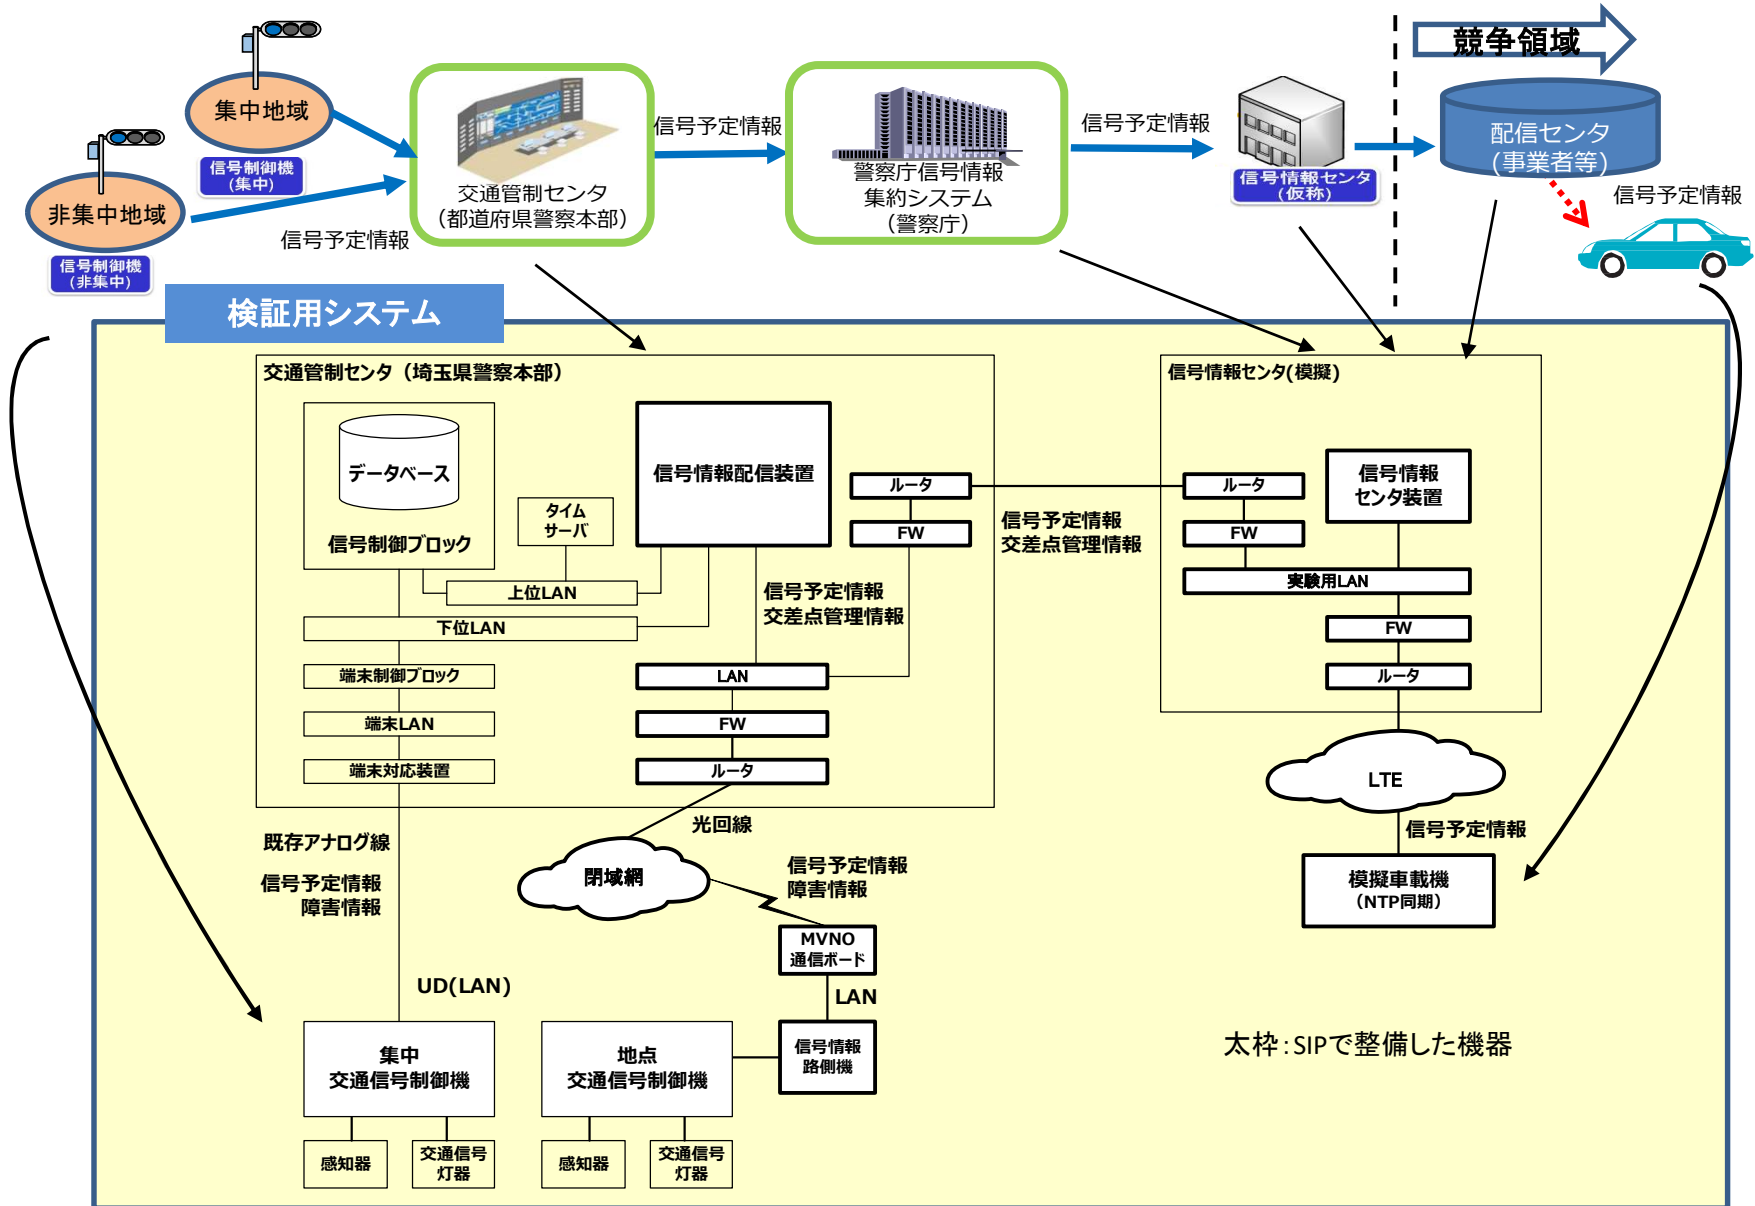 競争領域
集中地域
信号制御機
(集中)
非集中地域
信号制御機
(非集中)
信号予定情報
交通管制センタ
(都道府県警察本部)
信号予定情報
警察庁信号情報
集約システム
(警察庁)
信号予定情報
信号情報センタ
(仮称)
配信センタ
(事業者等)
信号予定情報
検証用システム
交通管制センタ (埼玉県警察本部)
データベース
信号制御ブロック
タイム
サーバ
信号情報配信装置
ルータ
FW
上位LAN
下位LAN
信号予定情報
交差点管理情報
端末制御ブロック
端末LAN
端末対応装置
LAN
FW
ルータ
信号予定情報
交差点管理情報
信号情報センタ(模擬)
ルータ
FW
信号情報
センタ装置
実験用LAN
FW
ルータ
LTE
信号予定情報
模擬車載機
(NTP同期)
既存アナログ線
信号予定情報
障害情報
光回線
閉域網
信号予定情報
障害情報
MVNO
通信ボード
LAN
UD(LAN)
集中
交通信号制御機
感知器
交通信号
灯器
地点
交通信号制御機
感知器
交通信号
灯器
信号情報
路側機
太枠:SIPで整備した機器